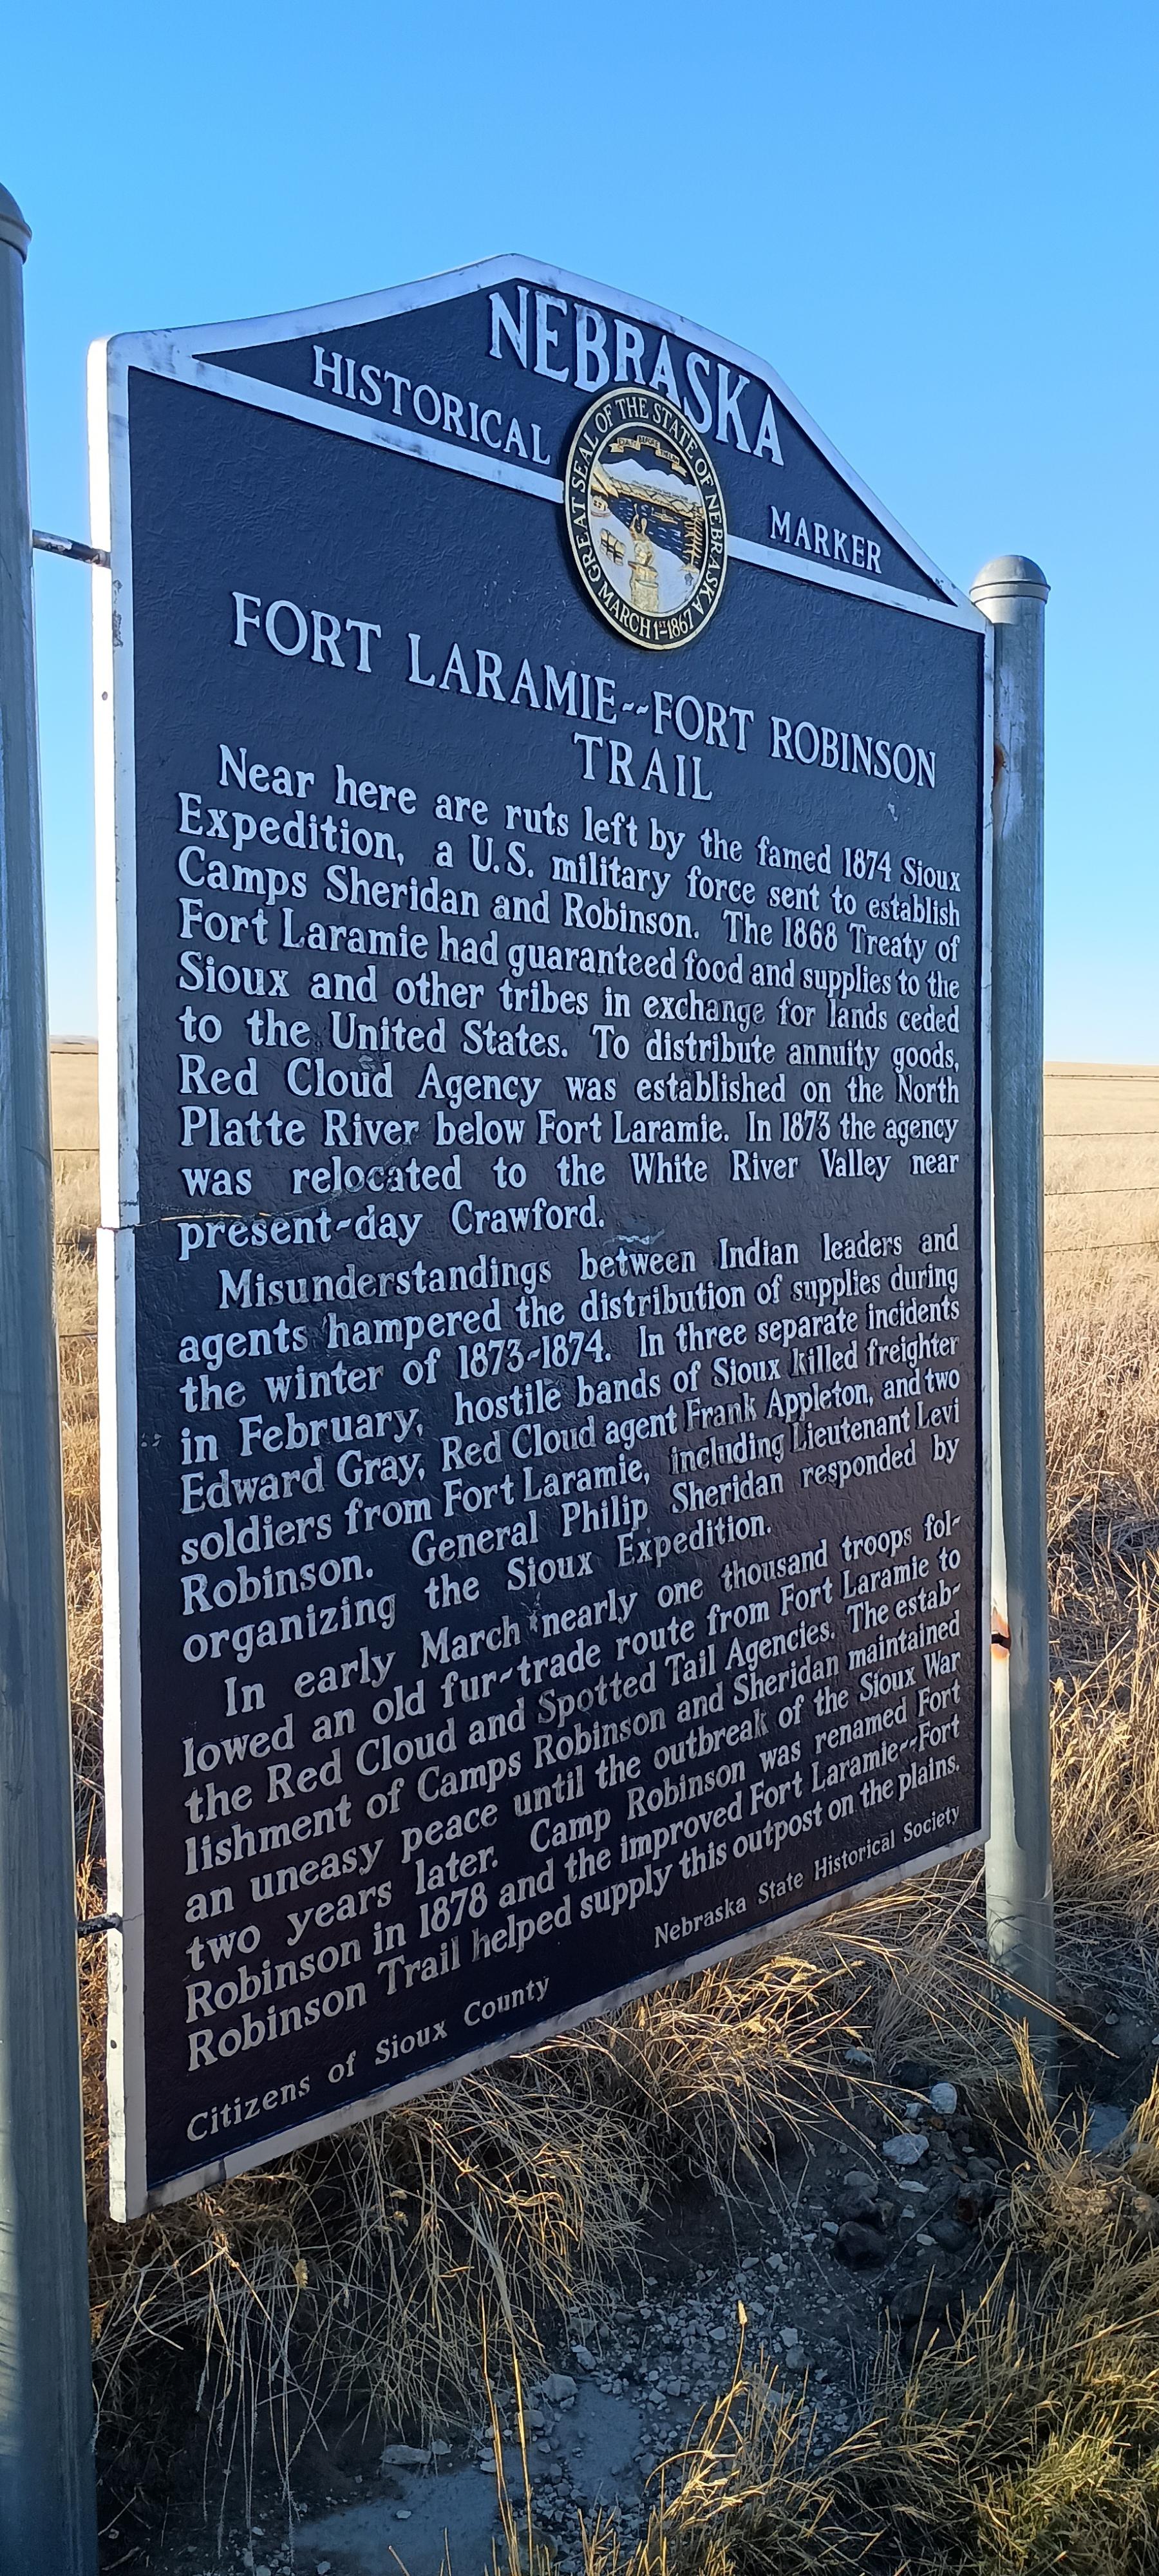 NEBRASKA
HISTORICAL
MARKER
GREAT SEAL OF THE STATE OF NEBRASKA
EQUALITY BEFORE THE LAW
MARCH 1ST 1867
FORT LARAMIE--FORT ROBINSON
TRAIL
Near here are ruts left by the famed 1874 Sioux
Expedition, a U.S. military force sent to establish
Camps Sheridan and Robinson. The 1868 Treaty of
Fort Laramie had guaranteed food and supplies to the
Sioux and other tribes in exchange for lands ceded
to the United States. To distribute annuity goods,
Red Cloud Agency was established on the North
Platte River below Fort Laramie. In 1873 the agency
was relocated to the White River Valley near
present-day Crawford.
Misunderstandings between Indian leaders and
agents hampered the distribution of supplies during
the winter of 1873-1874. In three separate incidents
in February, hostile bands of Sioux killed freighter
Edward Gray, Red Cloud agent Frank Appleton, and two
soldiers from Fort Laramie, including Lieutenant Levi
Robinson. General Philip Sheridan responded by
organizing the Sioux Expedition.
In early March nearly one thousand troops fol-
lowed an old fur-trade route from Fort Laramie to
the Red Cloud and Spotted Tail Agencies. The estab-
lishment of Camps Robinson and Sheridan maintained
an uneasy peace until the outbreak of the Sioux War
two years later. Camp Robinson was renamed Fort
Robinson in 1878 and the improved Fort Laramie--Fort
Robinson Trail helped supply this outpost on the plains.
Citizens of Sioux County
Nebraska State Historical Society